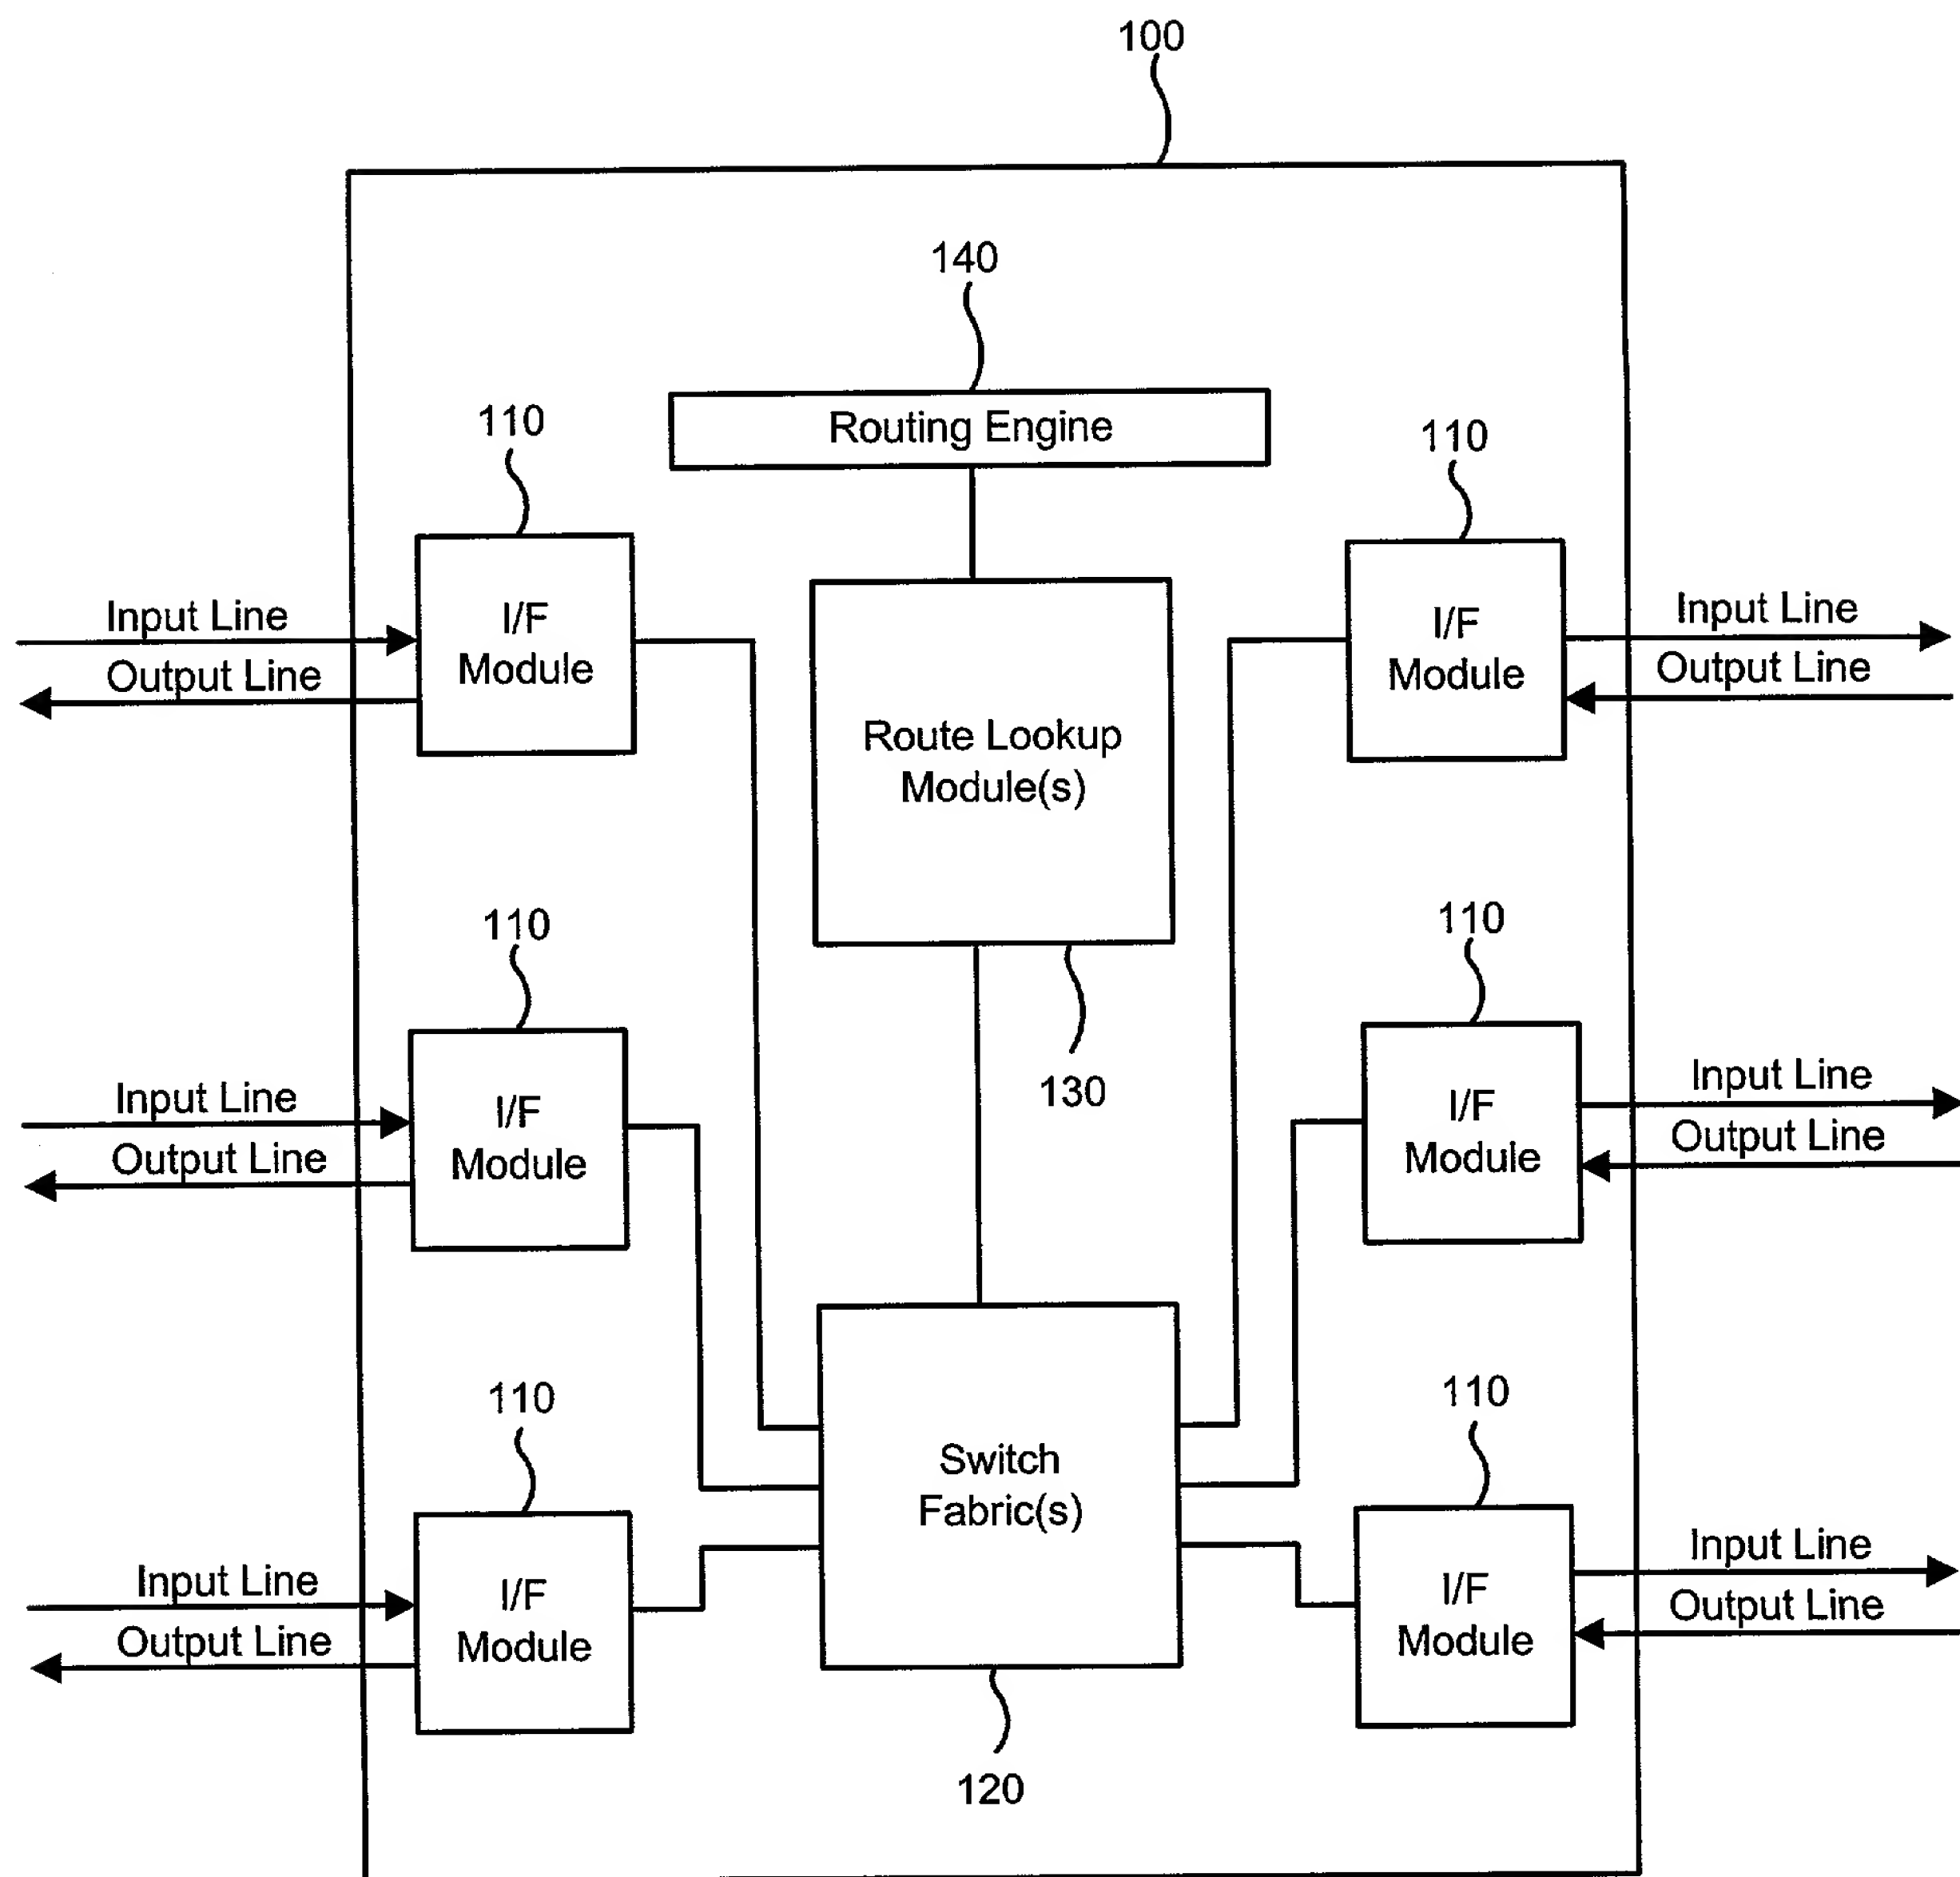 100
140
Routing Engine
110
110
I/F
Module
I/F
Module
Input Line
Output Line
Input Line
Output Line
Route Lookup
Module(s)
130
110
110
I/F
Module
I/F
Module
Input Line
Output Line
Input Line
Output Line
110
110
Switch
Fabric(s)
I/F
Module
I/F
Module
Input Line
Output Line
Input Line
Output Line
120